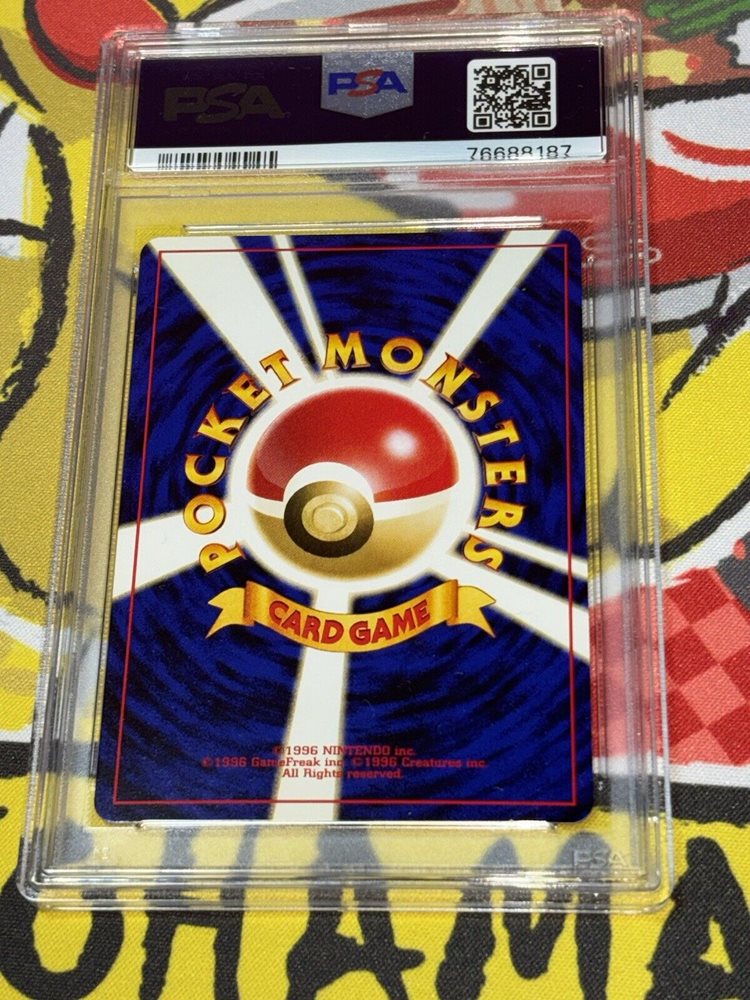 PSA PSA
76688187
POCKET MONSTERS
CARD GAME
©1996 NINTENDO inc.
©1996 GameFreak inc. ©1996 Creatures inc.
All Rights reserved.
PSA
OHAMA